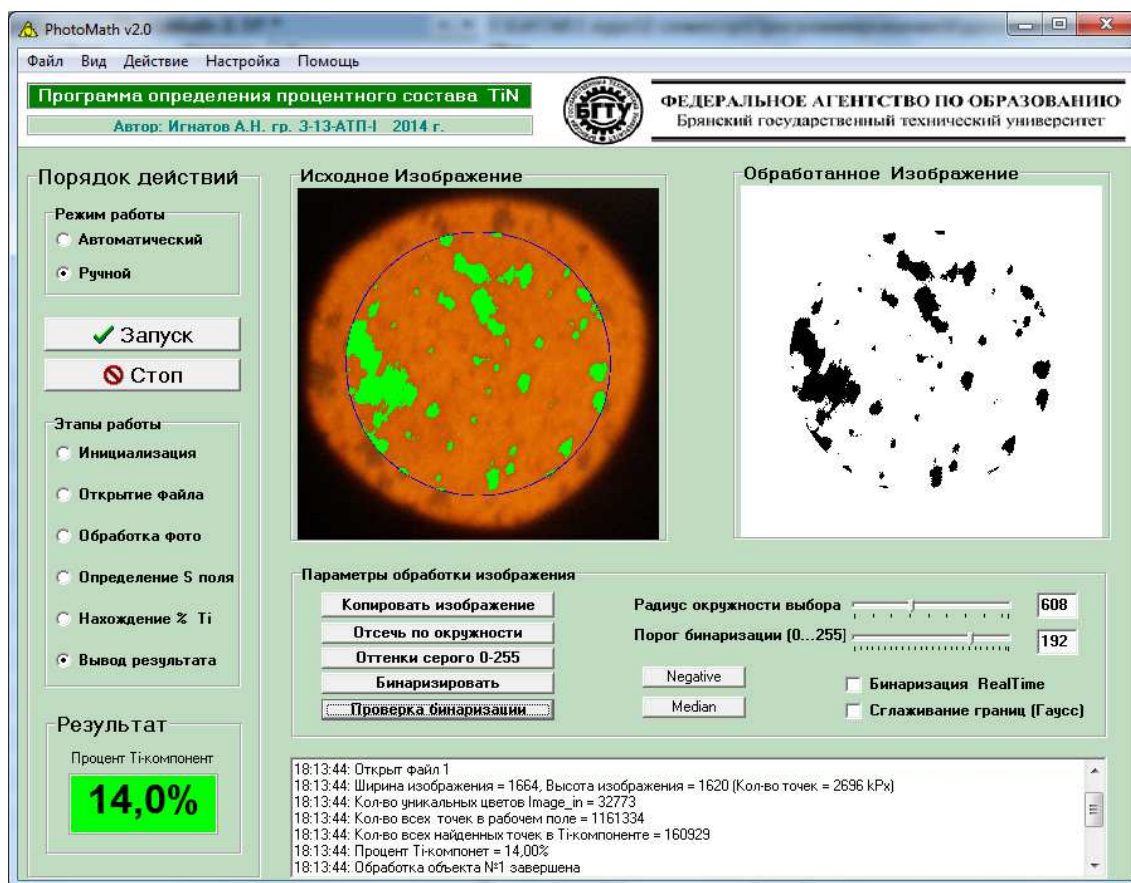 PhotoMath v2.0
Файл Вид Действие Настройка Помощь
Программа определения процентного состава TiN
Автор: Игнатов А.Н. гр. З-13-АТП-I 2014 г.
БГТУ
ФЕДЕРАЛЬНОЕ АГЕНТСТВО ПО ОБРАЗОВАНИЮ
Брянский государственный технический университет
Порядок действий
Режим работы
Автоматический
Ручной
Запуск
Стоп
Этапы работы
Инициализация
Открытие файла
Обработка фото
Определение S поля
Нахождение % Ti
Вывод результата
Результат
Процент Ti-компонент
14,0%
Исходное Изображение
Обработанное Изображение
Параметры обработки изображения
Копировать изображение
Отсечь по окружности
Оттенки серого 0-255
Бинаризировать
Проверка бинаризации
Радиус окружности выбора 608
Порог бинаризации (0...255) 192
Negative
Median
Бинаризация RealTime
Сглаживание границ (Гаусс)
18:13:44: Открыт файл 1
18:13:44: Ширина изображения = 1664, Высота изображения = 1620 (Кол-во точек = 2696 kPx)
18:13:44: Кол-во уникальных цветов Image_in = 32773
18:13:44: Кол-во всех точек в рабочем поле = 1161334
18:13:44: Кол-во всех найденных точек в Ti-компоненте = 160929
18:13:44: Процент Ti-компонет = 14,00%
18:13:44: Обработка объекта №1 завершена